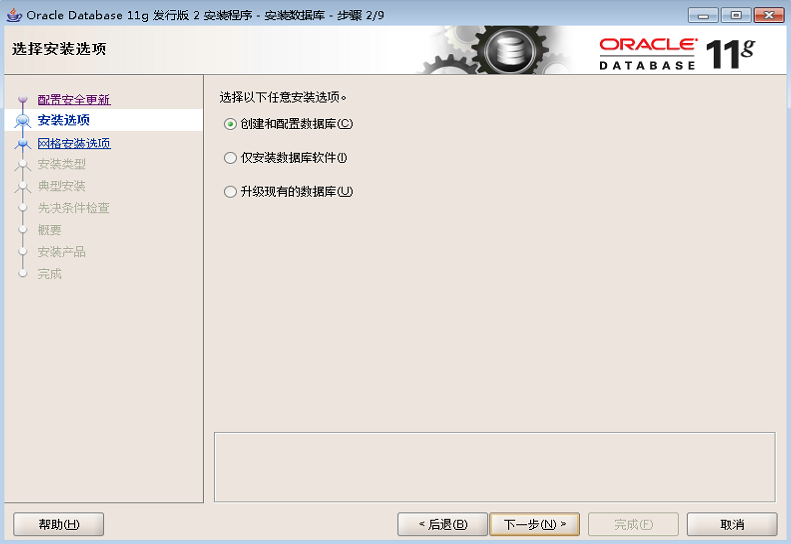 Oracle Database 11g 发行版 2 安装程序 - 安装数据库 - 步骤 2/9
选择安装选项
ORACLE
DATABASE
11g
配置安全更新
安装选项
网格安装选项
安装类型
典型安装
先决条件检查
概要
安装产品
完成
选择以下任意安装选项。
创建和配置数据库(C)
仅安装数据库软件(I)
升级现有的数据库(U)
帮助(H)
< 后退(B)
下一步(N) >
完成(F)
取消